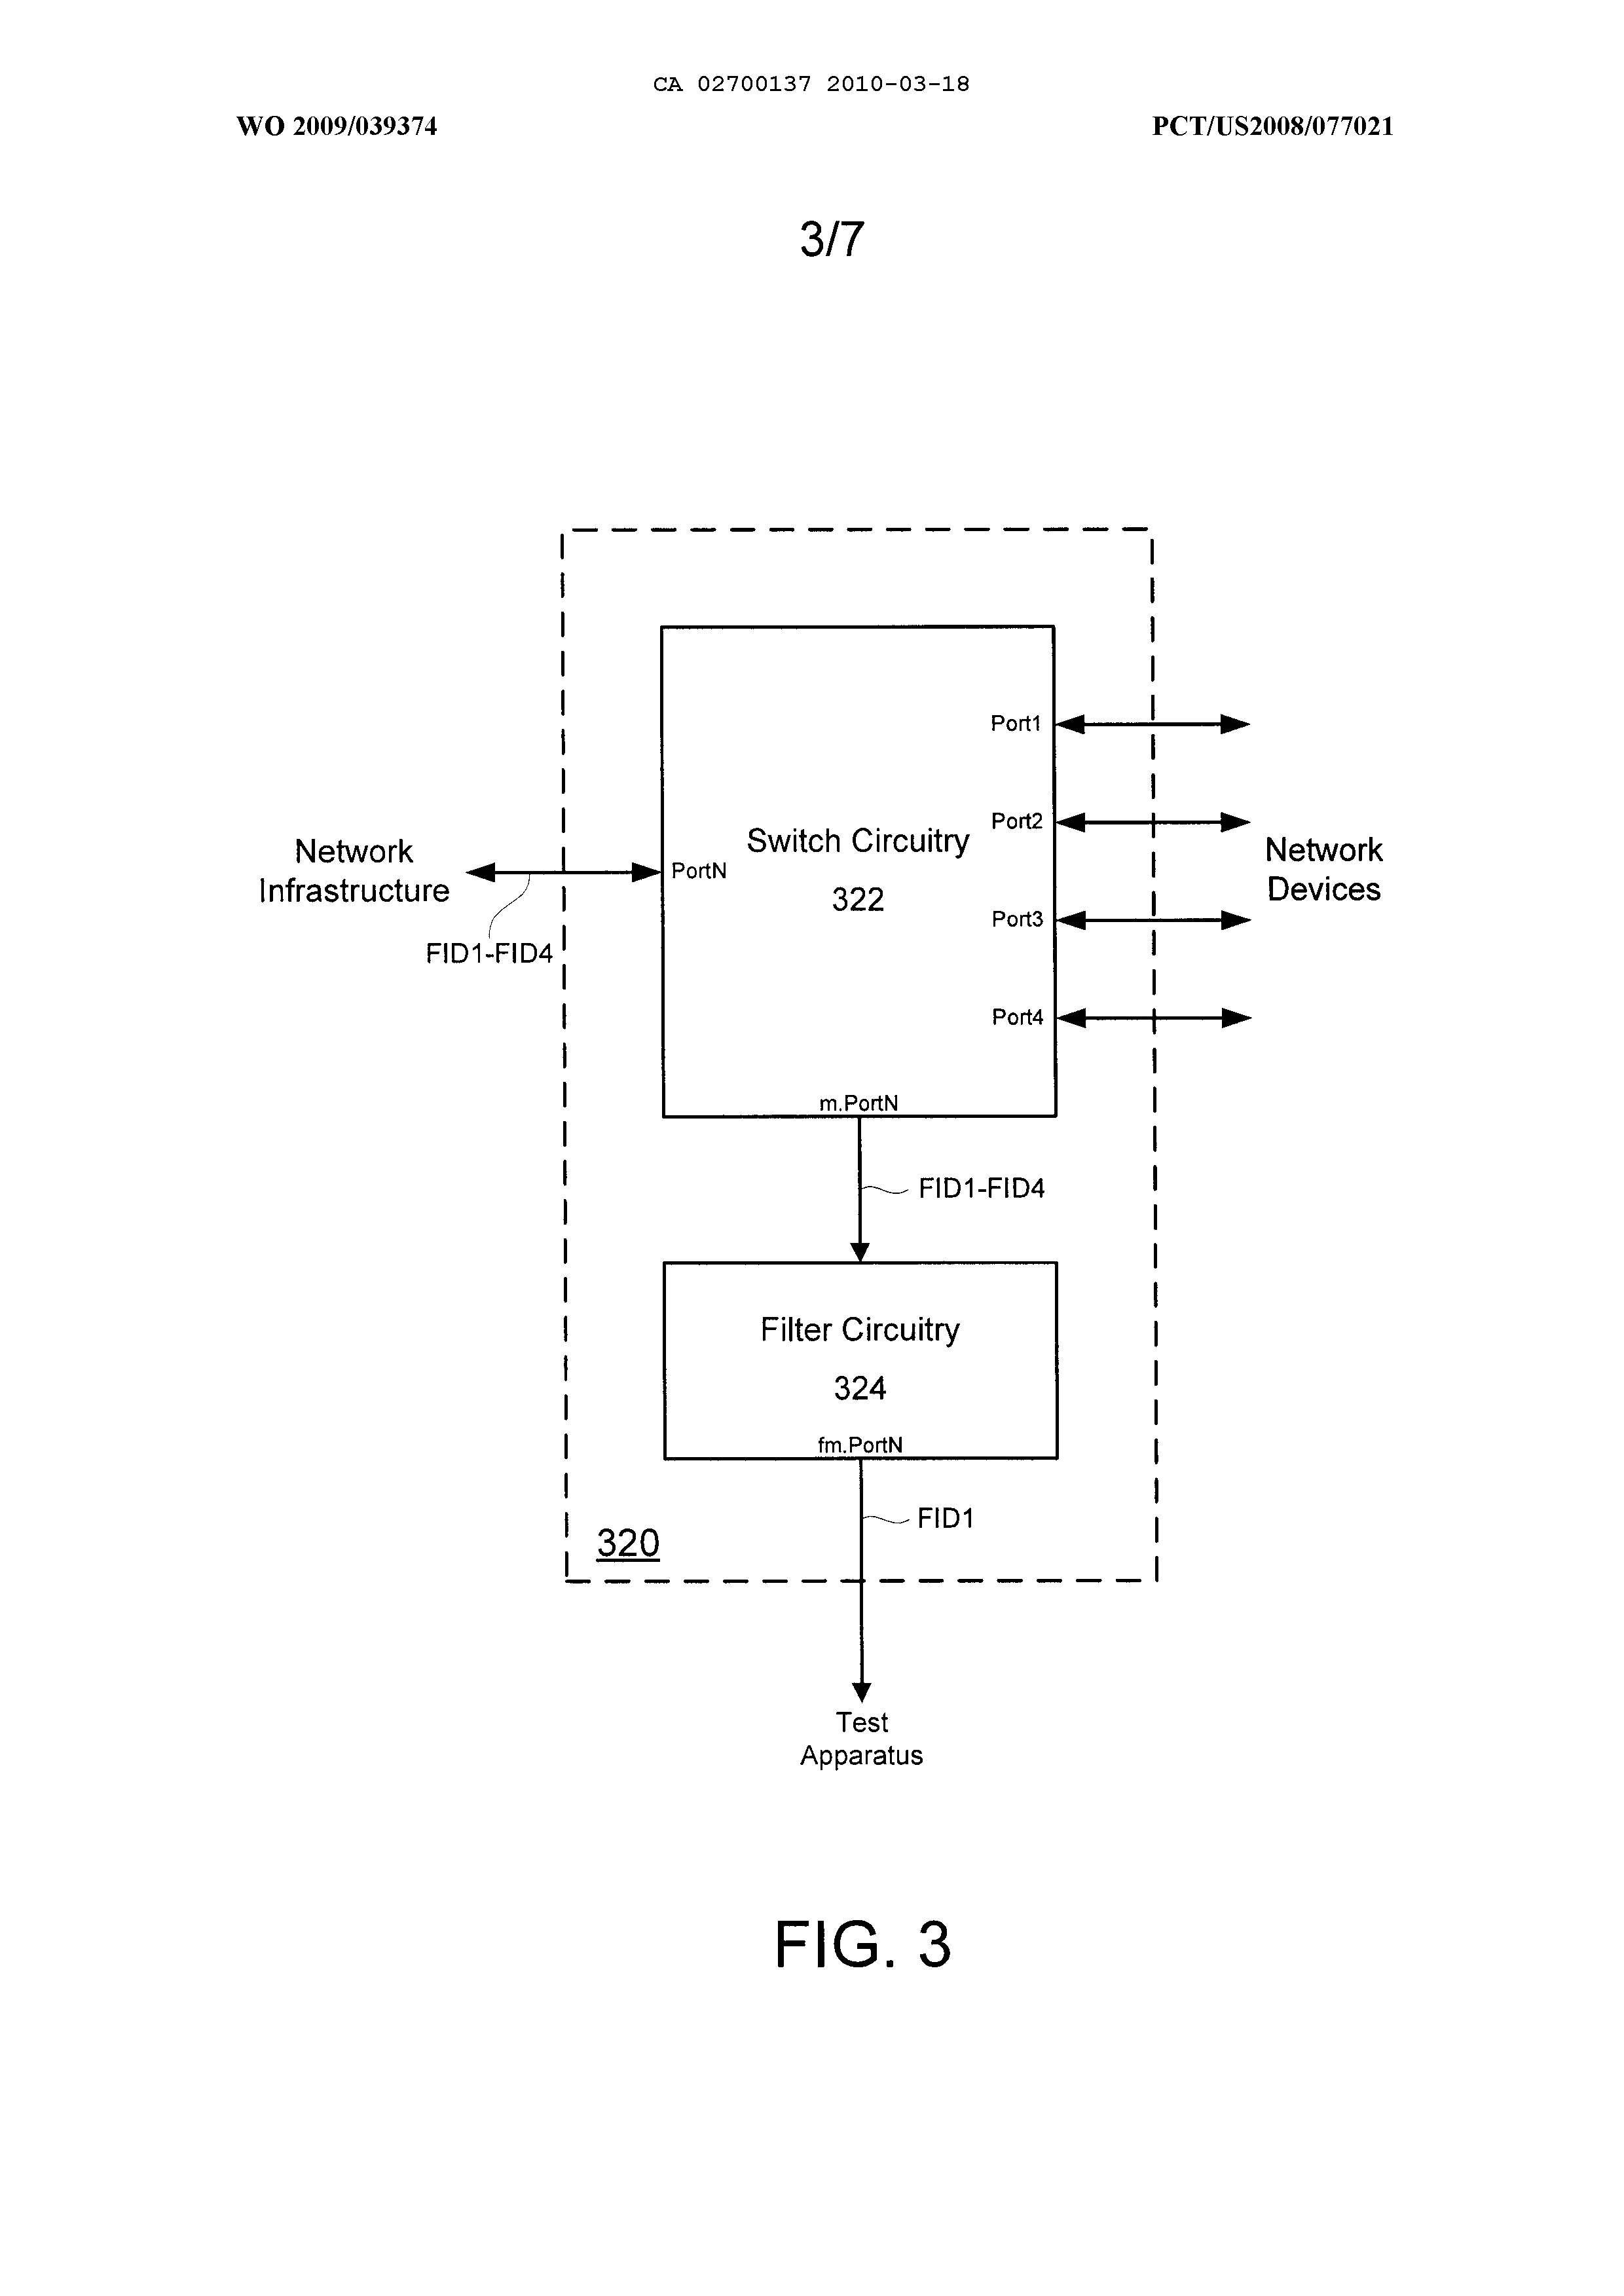 CA 02700137 2010-03-18
WO 2009/039374
PCT/US2008/077021
3/7
Port1
Port2
Port3
Port4
Network
Infrastructure
PortN
Switch Circuitry
322
Network
Devices
FID1-FID4
m.PortN
FID1-FID4
Filter Circuitry
324
fm.PortN
FID1
320
Test
Apparatus
FIG. 3